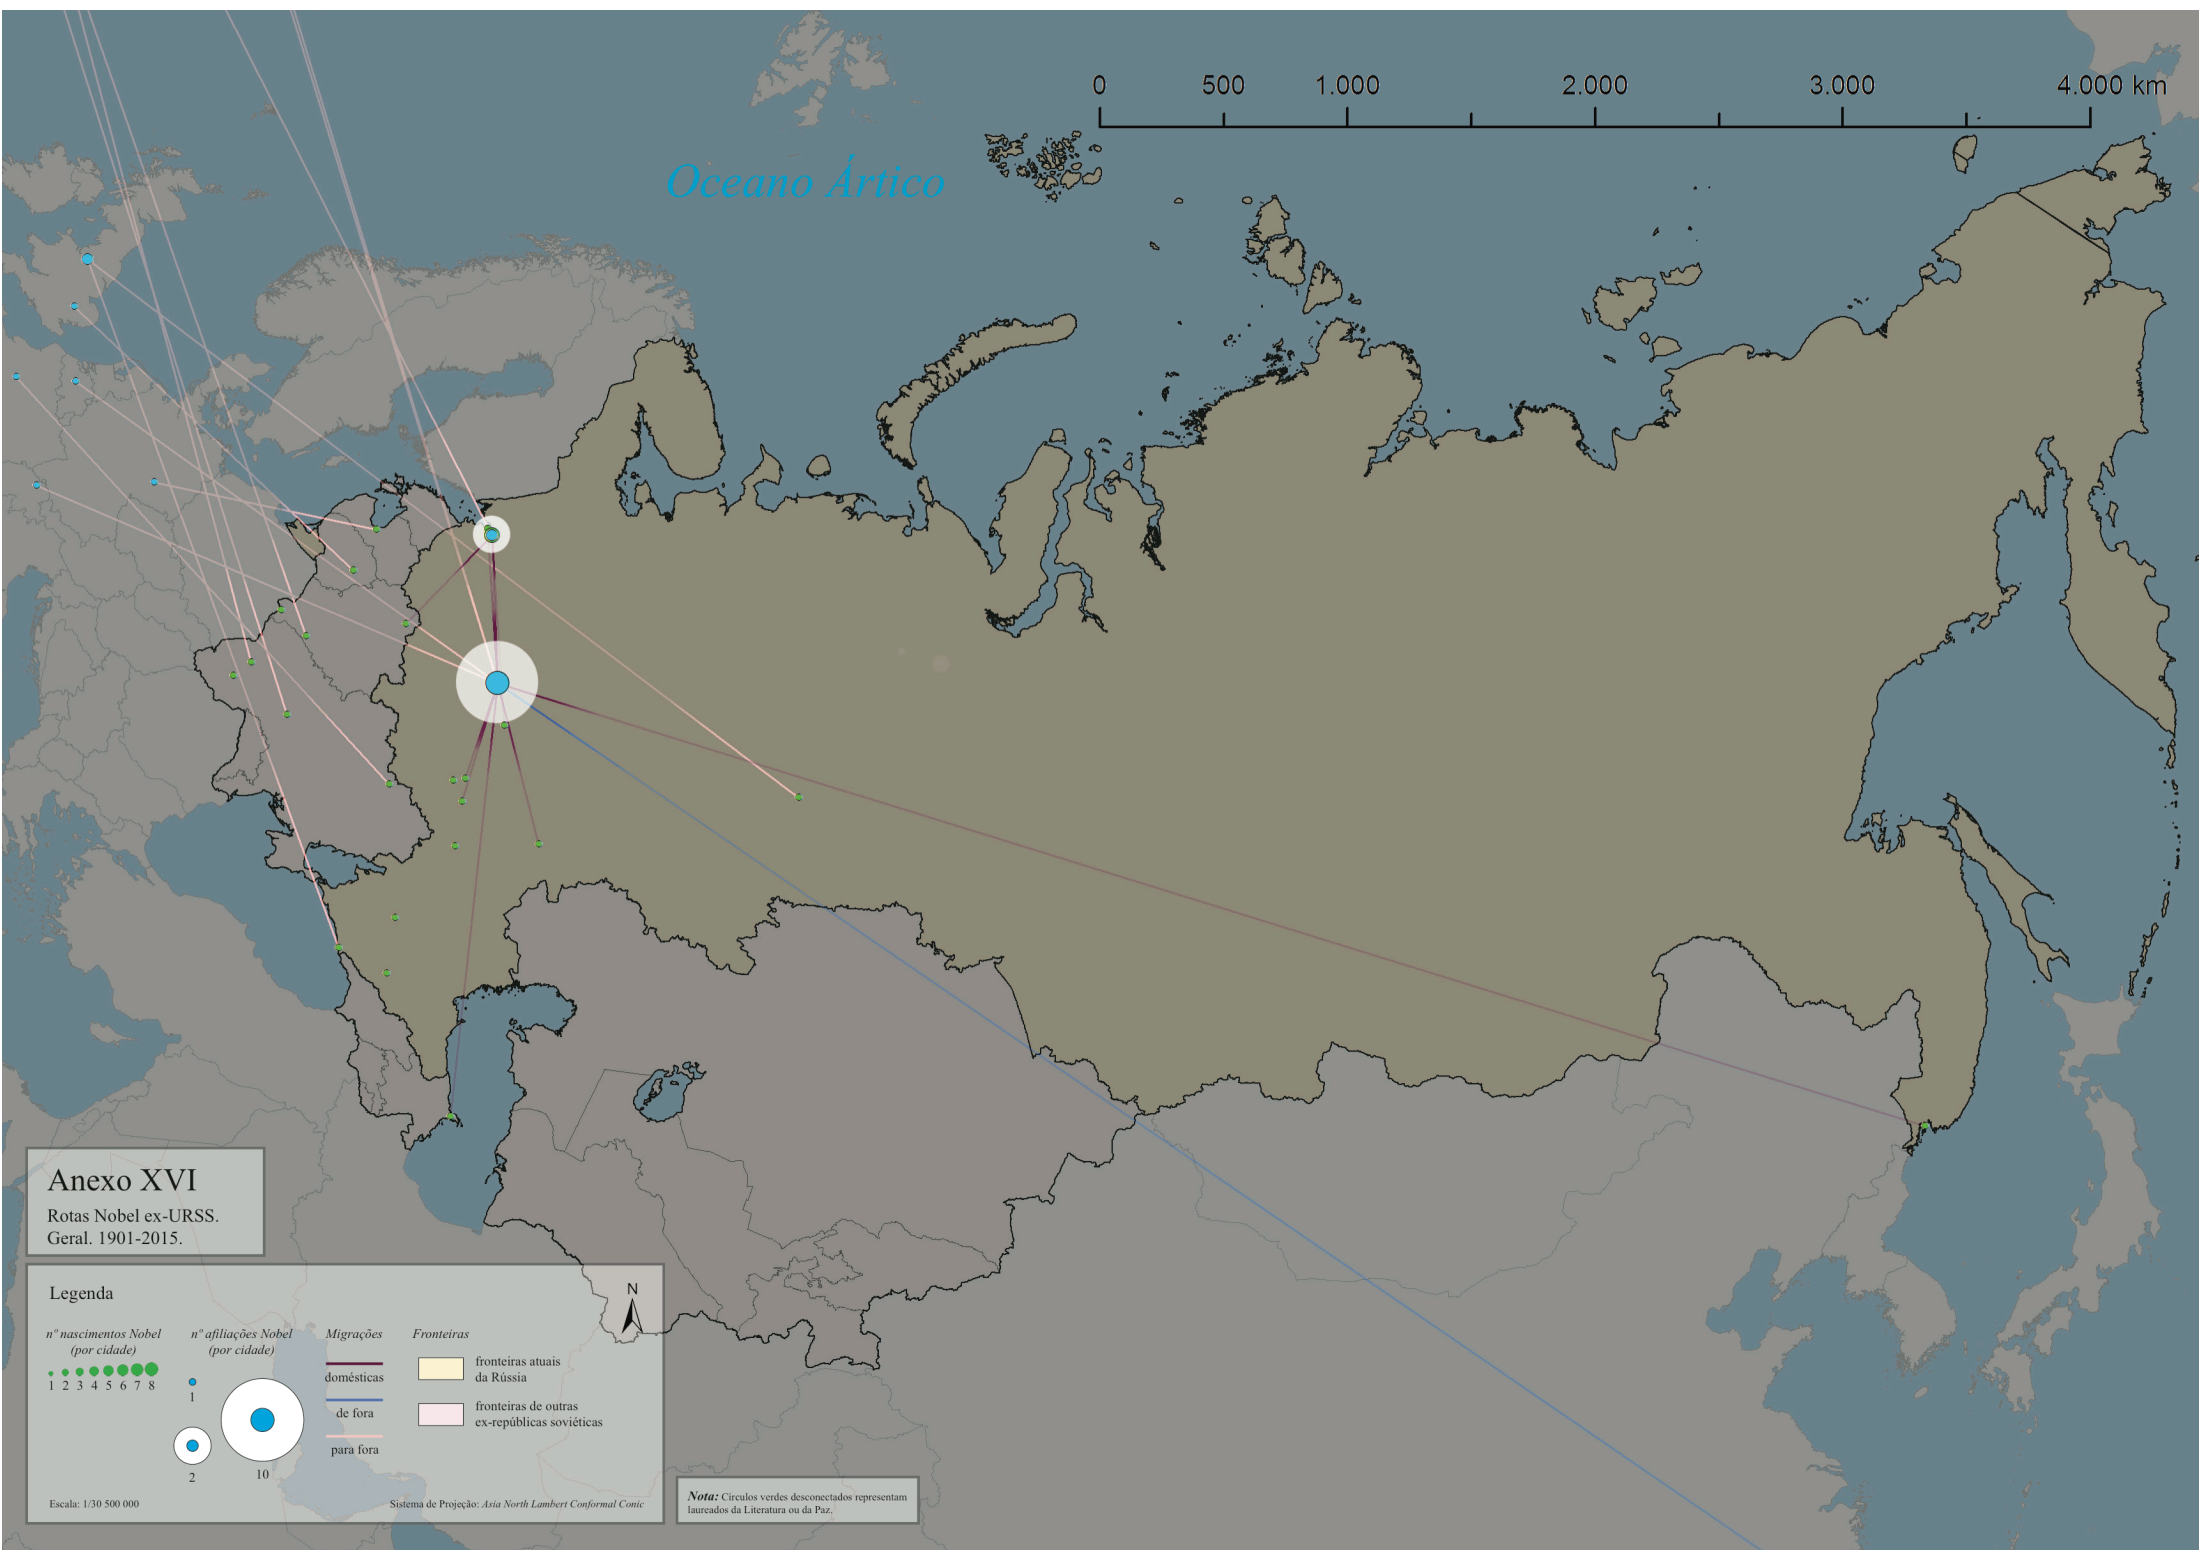 0 500 1.000 2.000 3.000 4.000 km
Oceano Ártico
Anexo XVI
Rotas Nobel ex-URSS.
Geral. 1901-2015.
Legenda
N
nº nascimentos Nobel
(por cidade)
1 2 3 4 5 6 7 8
nº afiliações Nobel
(por cidade)
1
2
10
Migrações
domésticas
de fora
para fora
Fronteiras
fronteiras atuais
da Rússia
fronteiras de outras
ex-repúblicas soviéticas
Escala: 1/30 500 000
Sistema de Projeção: Asia North Lambert Conformal Conic
Nota: Círculos verdes desconectados representam
laureados da Literatura ou da Paz.